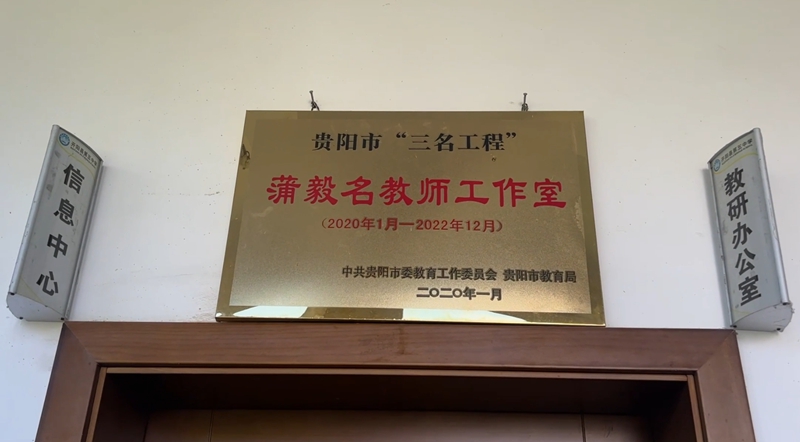 信息中心
贵阳市“三名工程”
蒲毅名教师工作室
（2020年1月—2022年12月）
中共贵阳市委教育工作委员会 贵阳市教育局
二〇二〇年一月
教研办公室